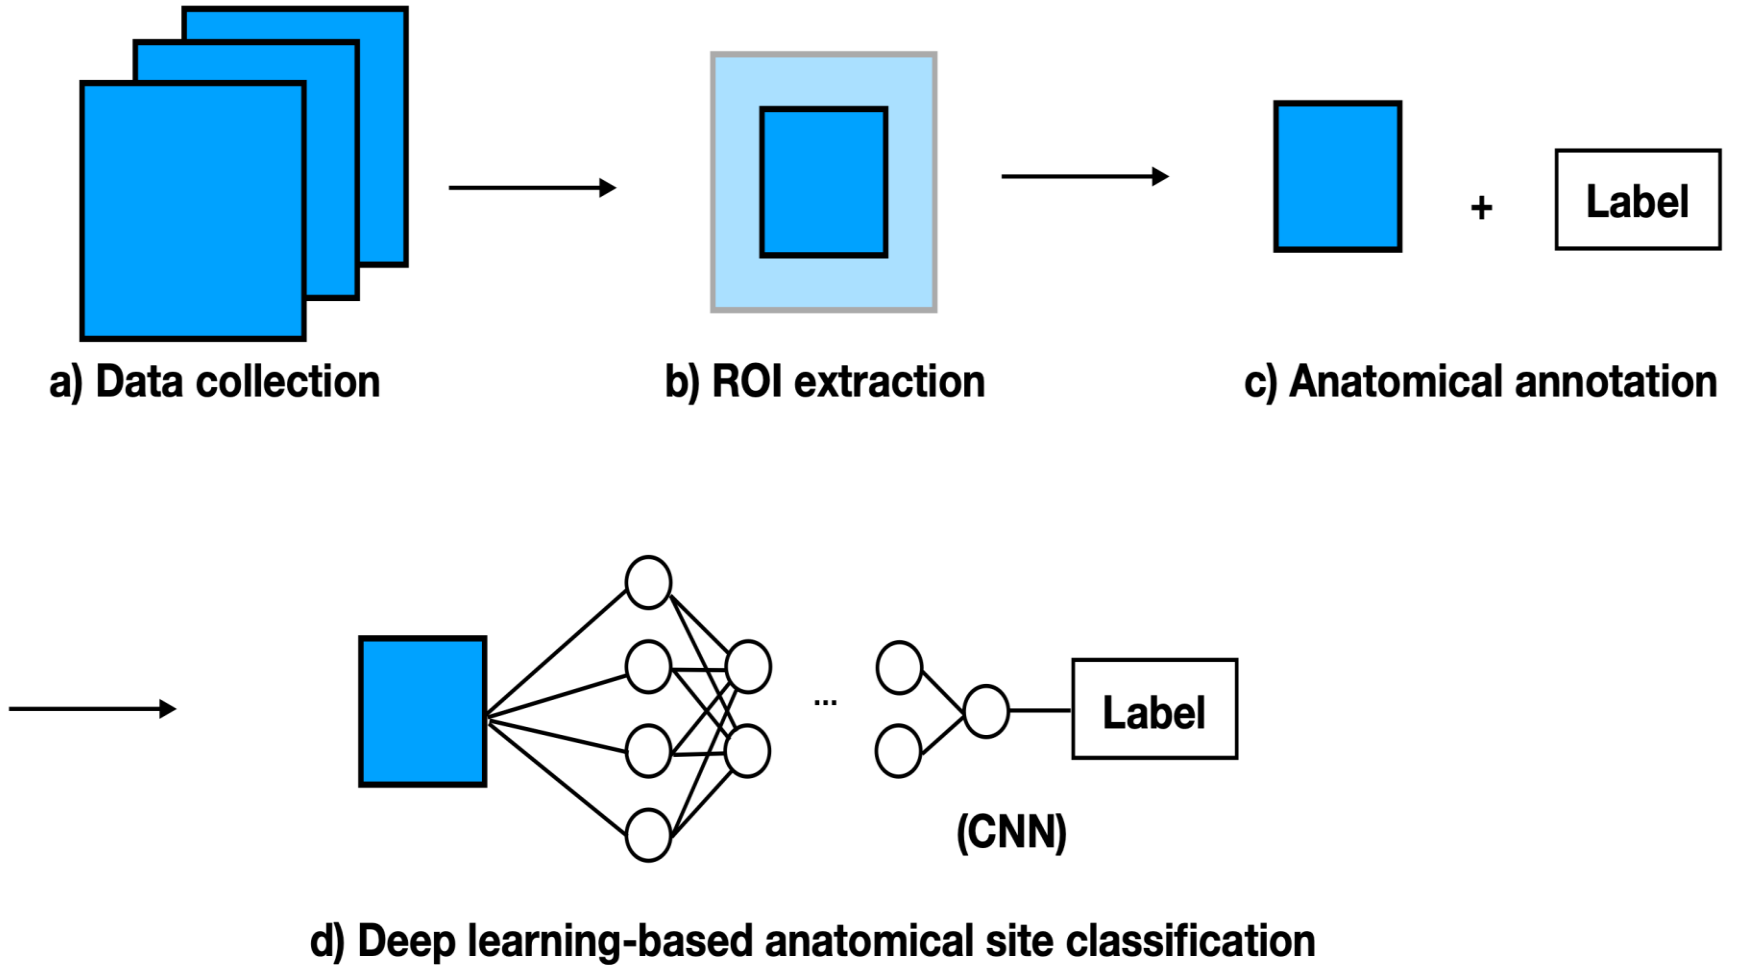 Label
+
a) Data collection
b) ROI extraction
c) Anatomical annotation
...
Label
(CNN)
d) Deep learning-based anatomical site classification